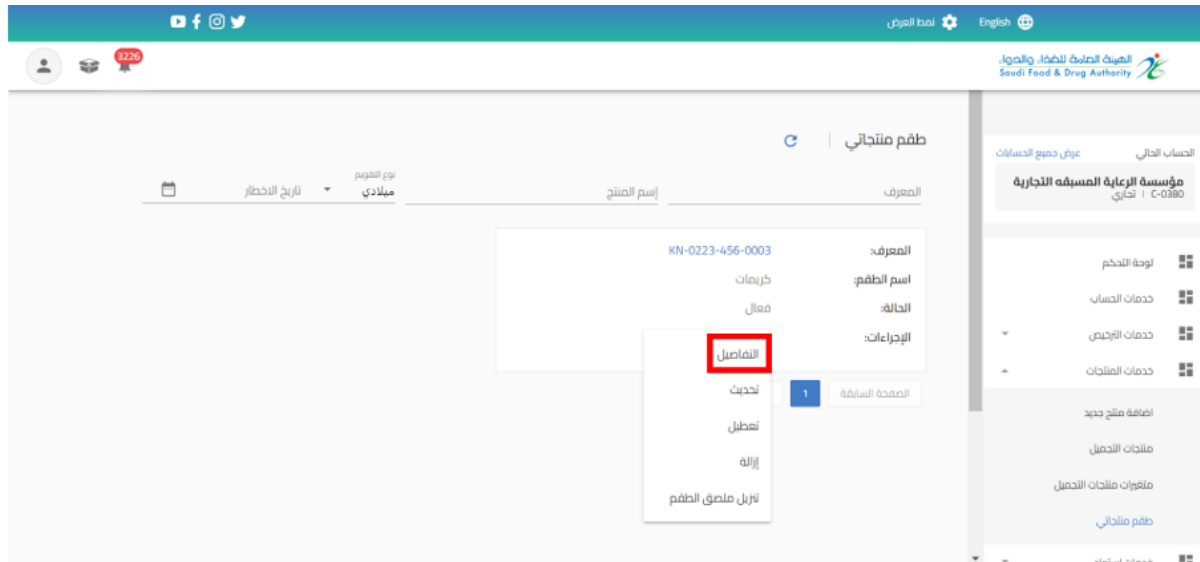 English
نمط العرض
الهيئة العامة للغذاء والدواء
Saudi Food & Drug Authority
3226
الحساب الحالي
عرض جميع الحسابات
مؤسسة الرعاية المسبقه التجارية
C-0380 | تجاري
لوحة التحكم
خدمات الحساب
خدمات الترخيص
خدمات المنتجات
اضافة منتج جديد
منتجات التجميل
متغيرات منتجات التجميل
طقم منتجاتي
طقم منتجاتي
المعرف
إسم المنتج
نوع التقويم
ميلادي
تاريخ الاخطار
المعرف: KN-0223-456-0003
اسم الطقم: كريمات
الحالة: فعال
الإجراءات:
التفاصيل
تحديث
تعطيل
إزالة
تنزيل ملصق الطقم
الصفحة السابقة
1